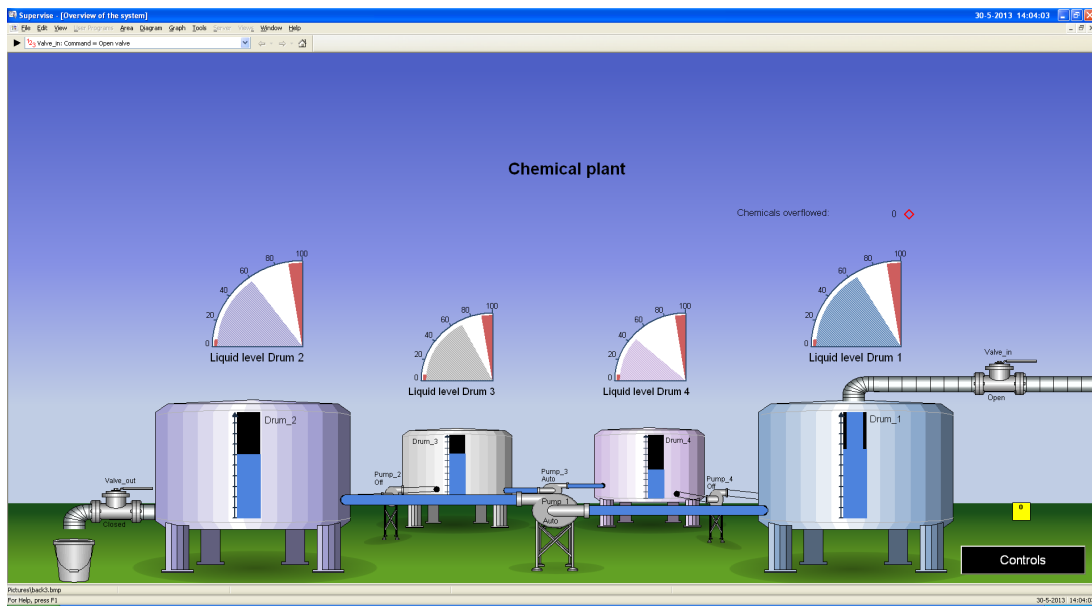 Supervise - [Overview of the system]
30-5-2013 14:04:03
File Edit View User Programs Area Diagram Graph Tools Server Views Window Help
Valve_in: Command = Open valve
Chemical plant
Chemicals overflowed: 0
0 20 40 60 80 100
Liquid level Drum 2
0 20 40 60 80 100
Liquid level Drum 3
0 20 40 60 80 100
Liquid level Drum 4
0 20 40 60 80 100
Liquid level Drum 1
Valve_in
Open
Drum_2
Drum_3
Drum_4
Drum_1
Pump_2
Off
Pump_3
Auto
Pump_4
Off
Valve_out
Closed
Pump_1
Auto
0
Controls
Pictures\back3.bmp
For Help, press F1
30-5-2013 14:04:0